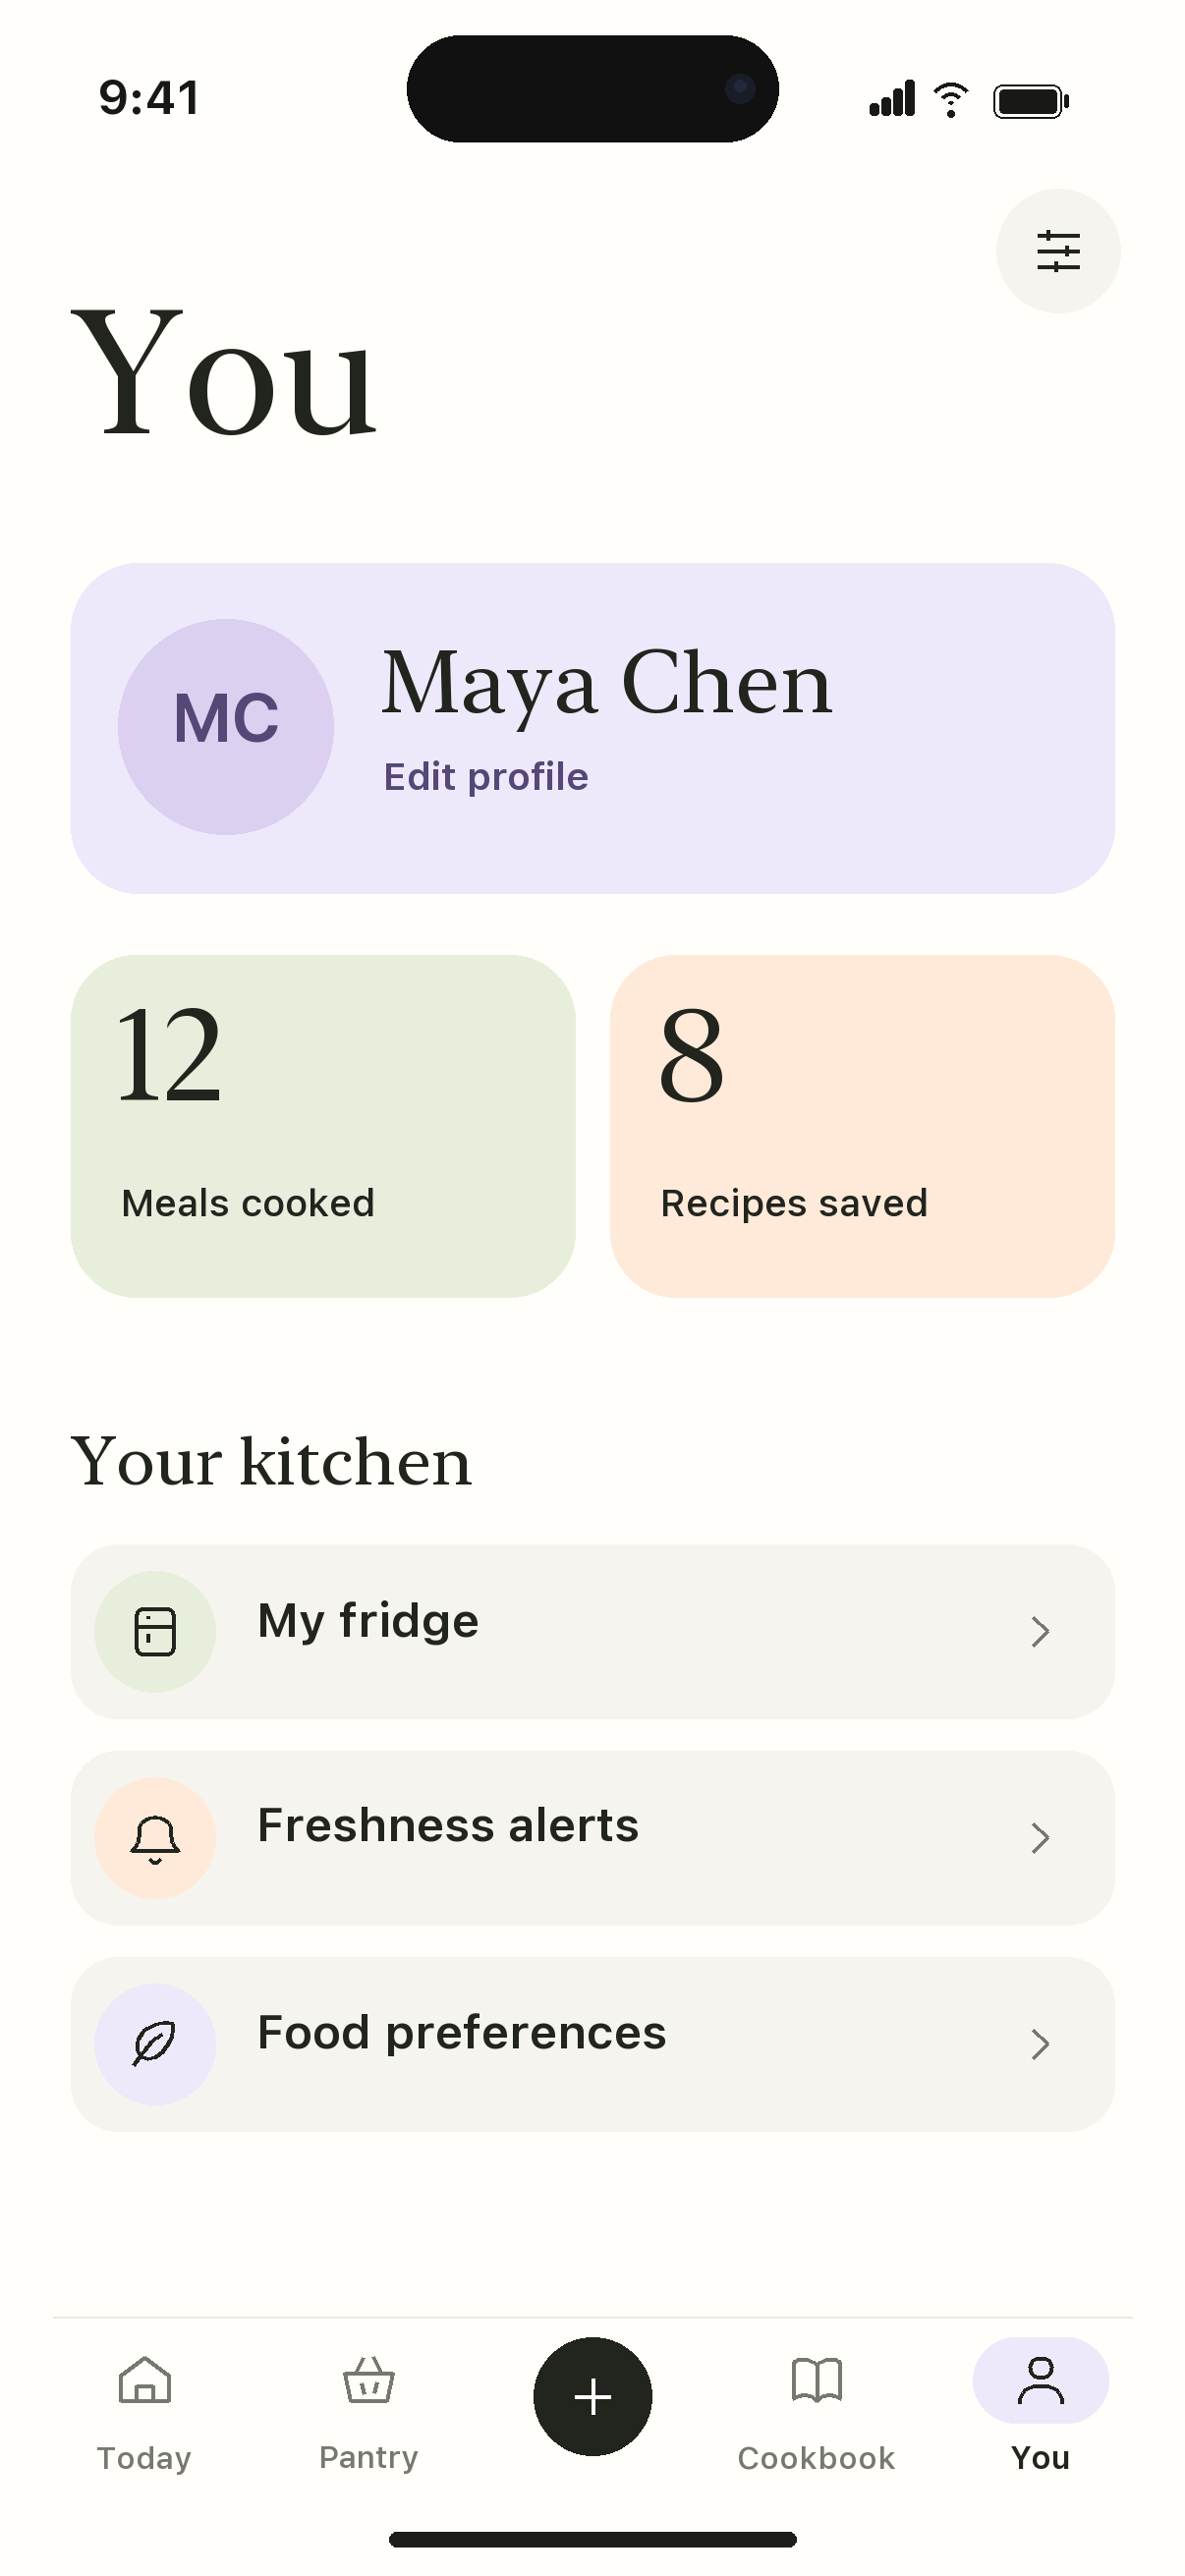 9:41
You
MC
Maya Chen
Edit profile
12
Meals cooked
8
Recipes saved
Your kitchen
My fridge
Freshness alerts
Food preferences
Today
Pantry
Cookbook
You